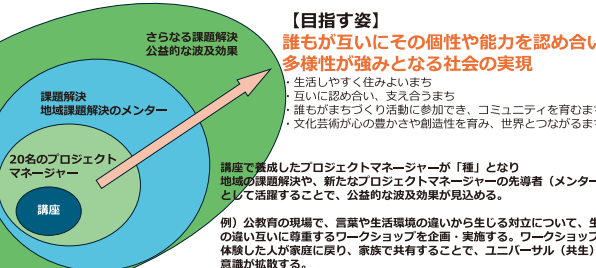 さらなる課題解決
公益的な波及効果
課題解決
地域課題解決のメンター
20名のプロジェクト
マネージャー
講座
【目指す姿】
誰もが互いにその個性や能力を認め合い
多様性が強みとなる社会の実現
・生活しやすく住みよいまち
・互いに認め合い、支え合うまち
・誰もがまちづくり活動に参加でき、コミュニティを育むまち
・文化芸術が心の豊かさや創造性を育み、世界とつながるまち
講座で養成したプロジェクトマネージャーが「種」となり
地域の課題解決や、新たなプロジェクトマネージャーの先導者（メンター
として活躍することで、公益的な波及効果が見込める。
例）公教育の現場で、言葉や生活環境の違いから生じる対立について、生
の違い互いに尊重するワークショップを企画・実施する。ワークショップ
体験した人が家庭に戻り、家族で共有することで、ユニバーサル（共生）
意識が拡散する。